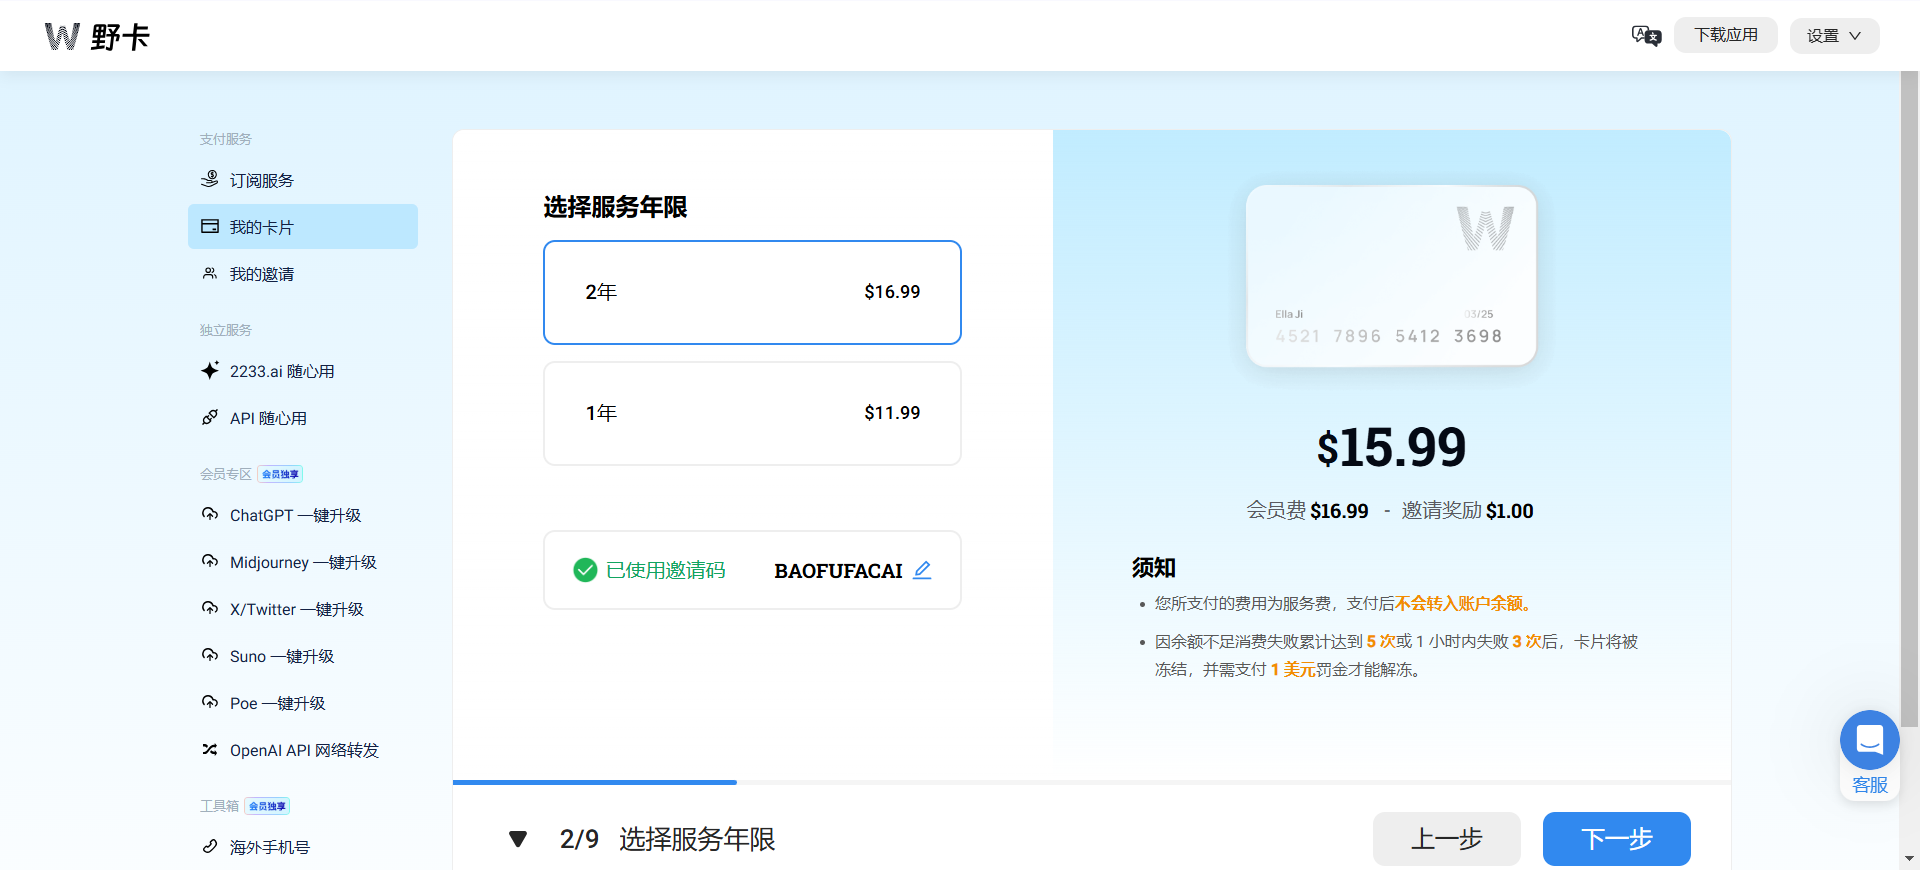 W 野卡
下载应用
设置
支付服务
订阅服务
我的卡片
我的邀请
独立服务
2233.ai 随心用
API 随心用
会员专区 会员独享
ChatGPT 一键升级
Midjourney 一键升级
X/Twitter 一键升级
Suno 一键升级
Poe 一键升级
OpenAI API 网络转发
工具箱 会员独享
海外手机号
选择服务年限
2年 $16.99
1年 $11.99
已使用邀请码 BAOFUFACAI
W
Ella Ji 03/25
4521 7896 5412 3698
$15.99
会员费 $16.99 - 邀请奖励 $1.00
须知
您所支付的费用为服务费，支付后不会转入账户余额。
因余额不足消费失败累计达到 5 次或 1 小时内失败 3 次后，卡片将被
冻结，并需支付 1 美元罚金才能解冻。
2/9 选择服务年限
上一步
下一步
客服